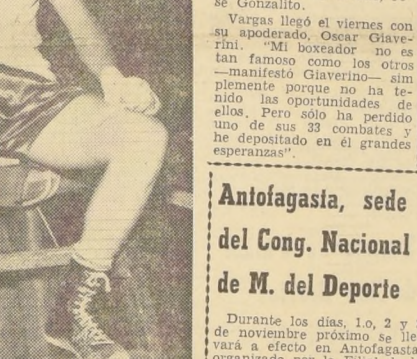 se Gonzalito.
Vargas llegó el viernes con
su apoderado, Oscar Giave-
rini. "Mi boxeador no es
tan famoso como los otros
—manifestó Giaverino— sim
plemente porque no ha te-
nido las oportunidades de
ellos. Pero sólo ha perdido
uno de sus 33 combates y
he depositado en él grandes
esperanzas".
Antofagasta, sede
del Cong. Nacional
de M. del Deporte
Durante los días, 1.o, 2 y
de noviembre próximo se lle
vará a efecto en Antofagasta